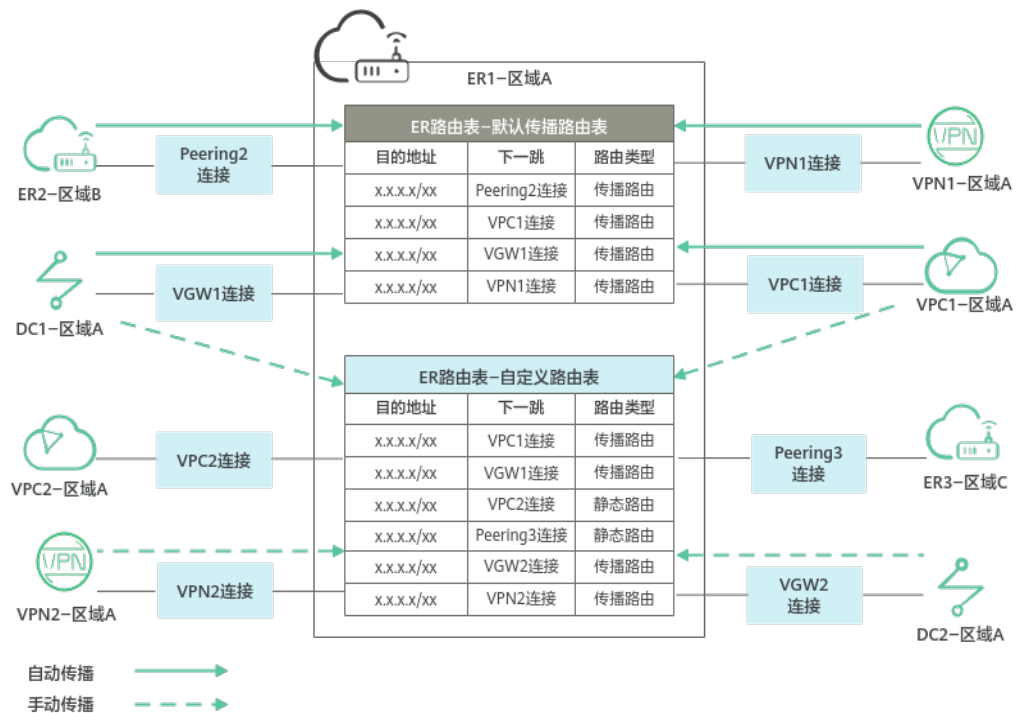 ER1-区域A
ER路由表-默认传播路由表
目的地址 下一跳 路由类型
x.x.x.x/xx Peering2连接 传播路由
x.x.x.x/xx VPC1连接 传播路由
x.x.x.x/xx VGW1连接 传播路由
x.x.x.x/xx VPN1连接 传播路由
Peering2
连接
ER2-区域B
VGW1连接
DC1-区域A
VPN
VPN1连接
VPN1-区域A
VPC1连接
VPC1-区域A
ER路由表-自定义路由表
目的地址 下一跳 路由类型
x.x.x.x/xx VPC1连接 传播路由
x.x.x.x/xx VGW1连接 传播路由
x.x.x.x/xx VPC2连接 静态路由
x.x.x.x/xx Peering3连接 静态路由
x.x.x.x/xx VGW2连接 传播路由
x.x.x.x/xx VPN2连接 传播路由
VPC2连接
VPC2-区域A
VPN
VPN2连接
VPN2-区域A
Peering3
连接
ER3-区域C
VGW2
连接
DC2-区域A
自动传播
手动传播